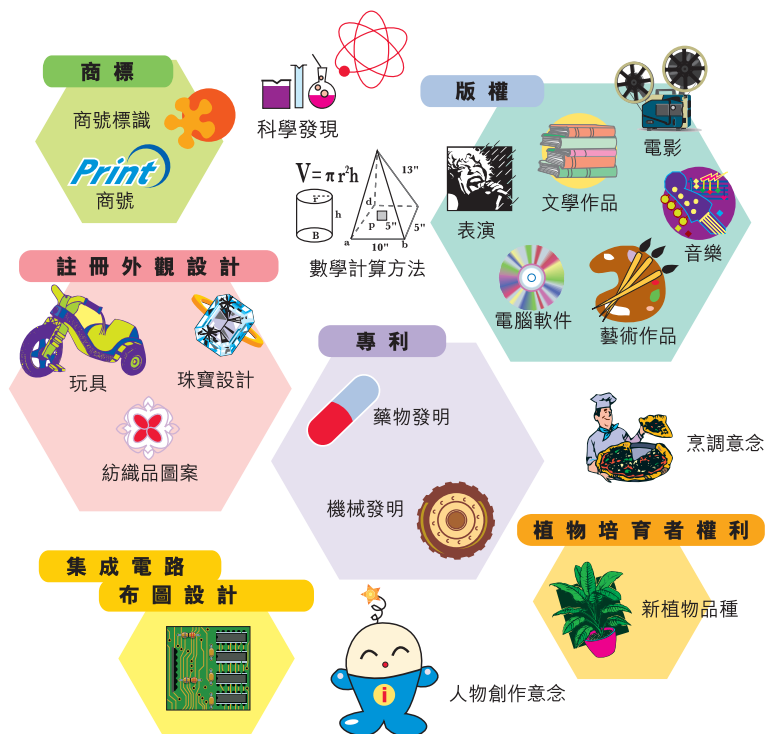 商標
商號標識
Print
商號
科學發現
V=πr²h
r
h
B
13"
d
P
5"
5"
a
10"
b
數學計算方法
版權
電影
文學作品
表演
音樂
電腦軟件
藝術作品
註冊外觀設計
玩具
珠寶設計
紡織品圖案
專利
藥物發明
機械發明
烹調意念
植物培育者權利
新植物品種
集成電路
布圖設計
i
人物創作意念